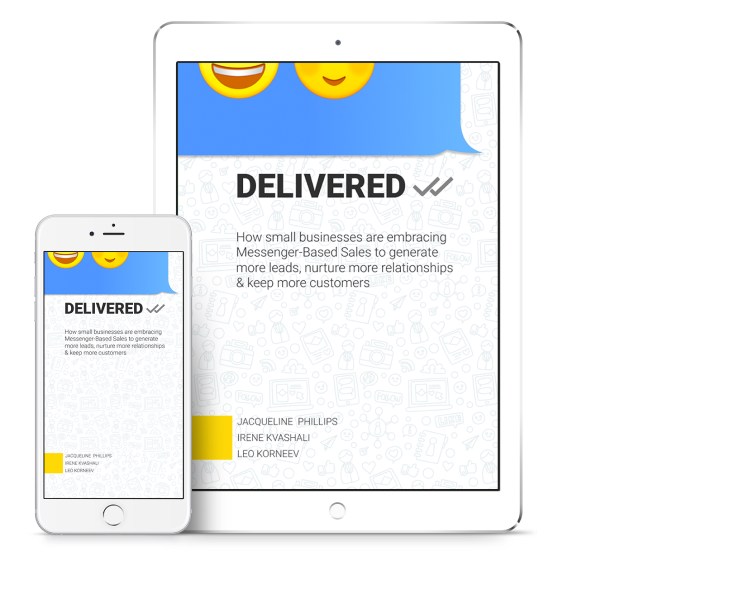 DELIVERED
How small businesses are embracing
Messenger-Based Sales to generate
more leads, nurture more relationships
& keep more customers
JACQUELINE PHILLIPS
IRENE KVASHALI
LEO KORNEEV
DELIVERED
How small businesses are embracing
Messenger-Based Sales to generate
more leads, nurture more relationships
& keep more customers
JACQUELINE PHILLIPS
IRENE KVASHALI
LEO KORNEEV